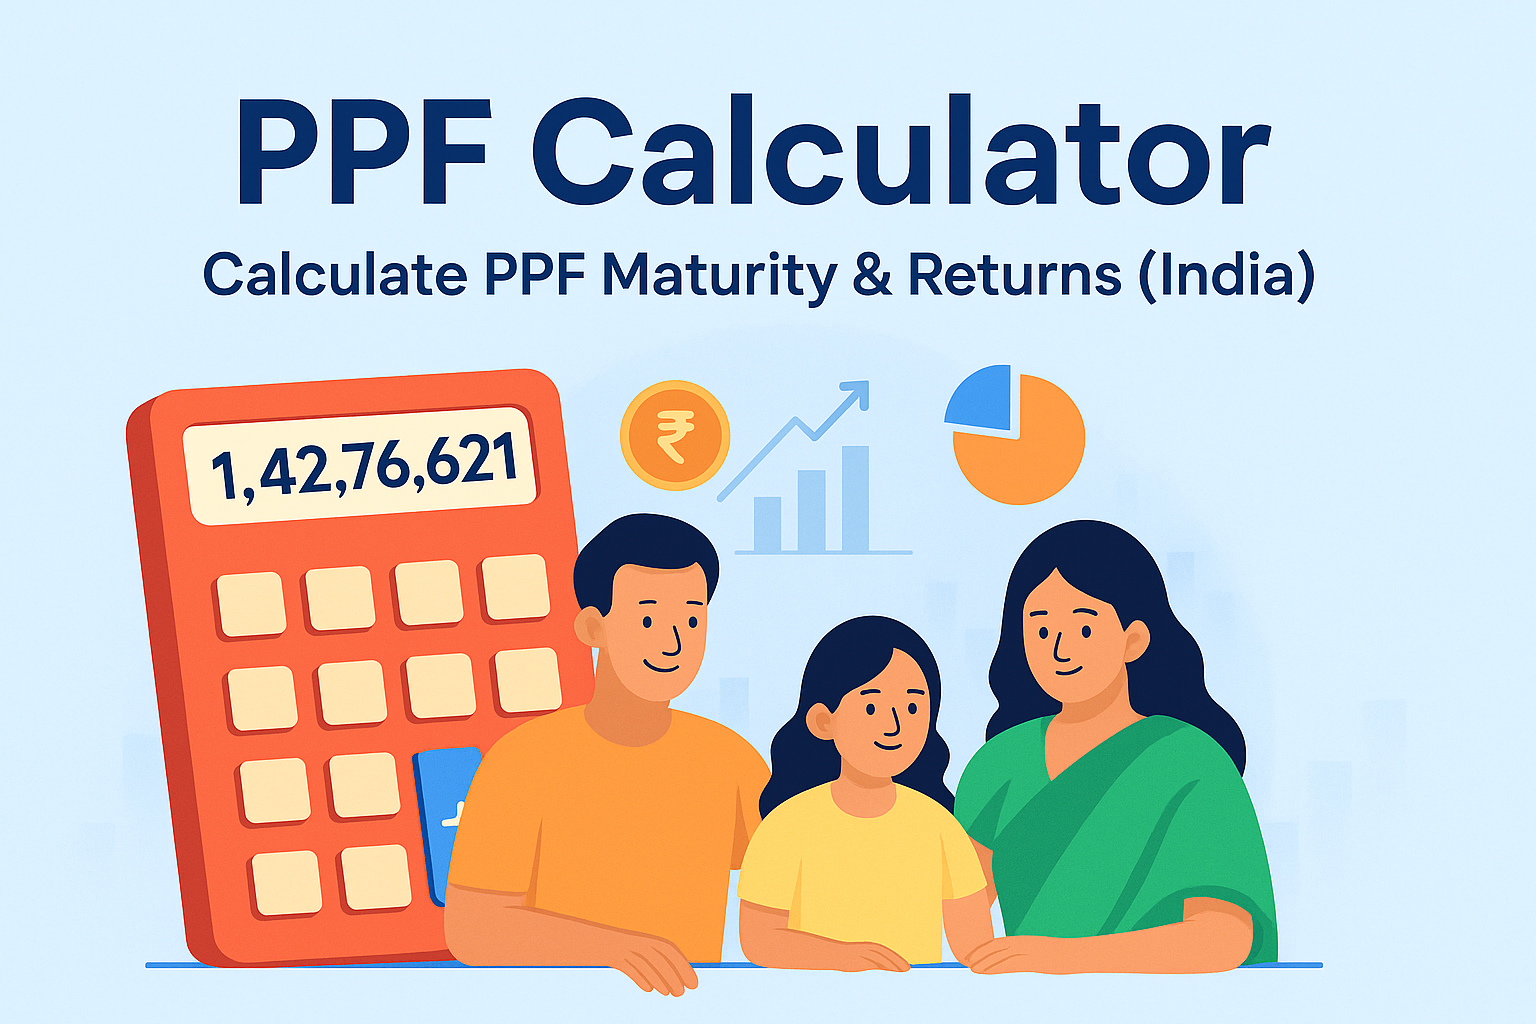 PPF Calculator
Calculate PPF Maturity & Returns (India)
₹
1,42,76,621